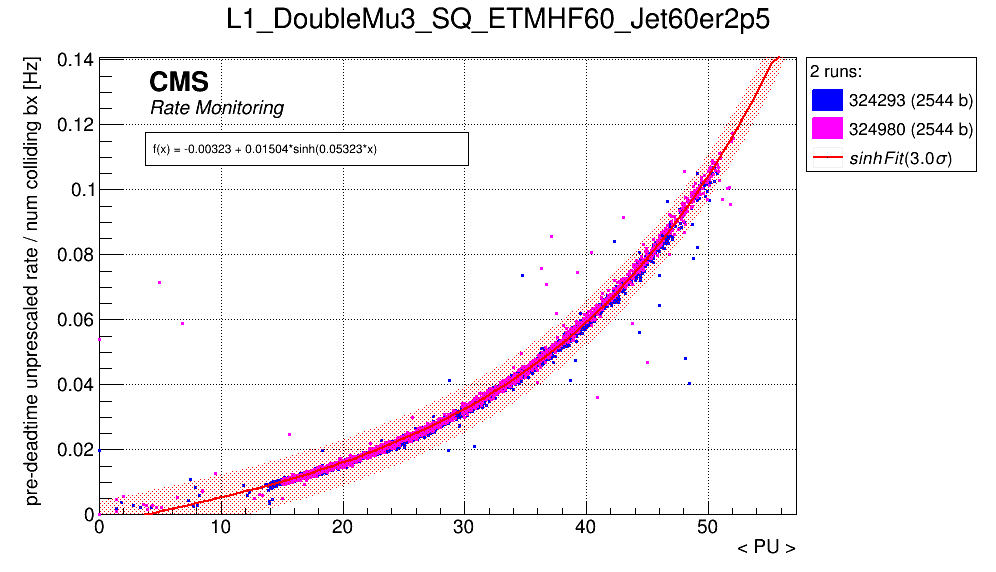 L1_DoubleMu3_SQ_ETMHF60_Jet60er2p5
pre-deadtime unprescaled rate / num colliding bx [Hz]
0.14
0.12
0.1
0.08
0.06
0.04
0.02
0
CMS
Rate Monitoring
f(x) = -0.00323 + 0.01504*sinh(0.05323*x)
2 runs:
324293 (2544 b)
324980 (2544 b)
sinhFit(3.0σ)
0 10 20 30 40 50
< PU >